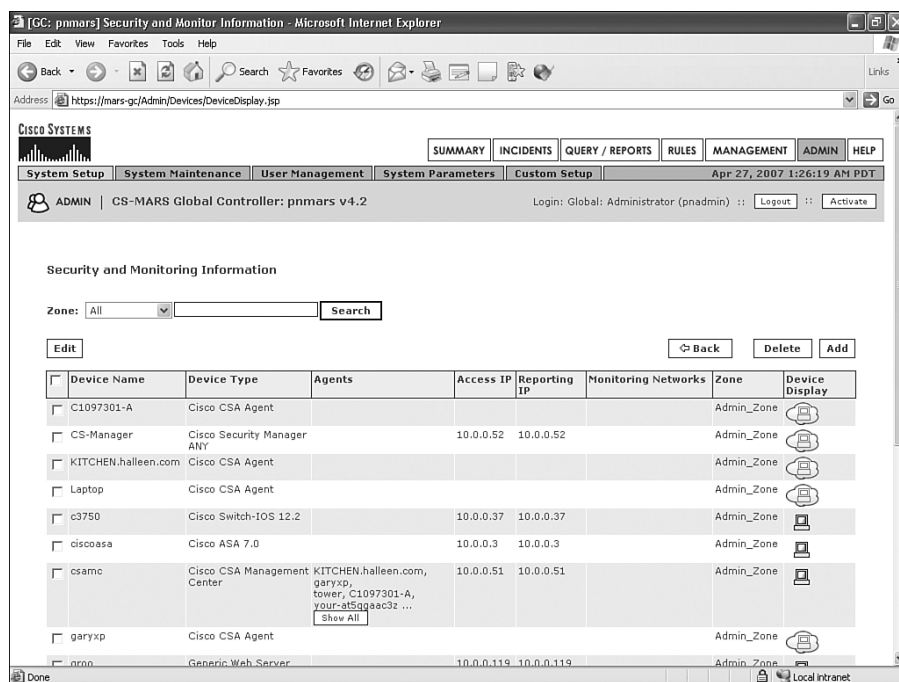 [GC: pnmars] Security and Monitor Information - Microsoft Internet Explorer
File Edit View Favorites Tools Help
Back Search Favorites Links
Address https://mars-gc/Admin/Devices/DeviceDisplay.jsp Go
CISCO SYSTEMS
SUMMARY INCIDENTS QUERY / REPORTS RULES MANAGEMENT ADMIN HELP
System Setup System Maintenance User Management System Parameters Custom Setup Apr 27, 2007 1:26:19 AM PDT
ADMIN | CS-MARS Global Controller: pnmars v4.2 Login: Global: Administrator (pnadmin) :: Logout :: Activate
Security and Monitoring Information
Zone: All Search
Edit Back Delete Add
Device Name Device Type Agents Access IP Reporting IP Monitoring Networks Zone Device Display
C1097301-A Cisco CSA Agent Admin_Zone
CS-Manager Cisco Security Manager ANY 10.0.0.52 10.0.0.52 Admin_Zone
KITCHEN.halleen.com Cisco CSA Agent Admin_Zone
Laptop Cisco CSA Agent Admin_Zone
c3750 Cisco Switch-IOS 12.2 10.0.0.37 10.0.0.37 Admin_Zone
ciscoasa Cisco ASA 7.0 10.0.0.3 10.0.0.3 Admin_Zone
csamc Cisco CSA Management KITCHEN.halleen.com, 10.0.0.51 10.0.0.51 Admin_Zone
Center garyxp,
tower, C1097301-A,
your-at5qgaac3z ...
Show All
garyxp Cisco CSA Agent Admin_Zone
groo Generic Web Server 10.0.0.119 10.0.0.119 Admin_Zone
Done Local intranet